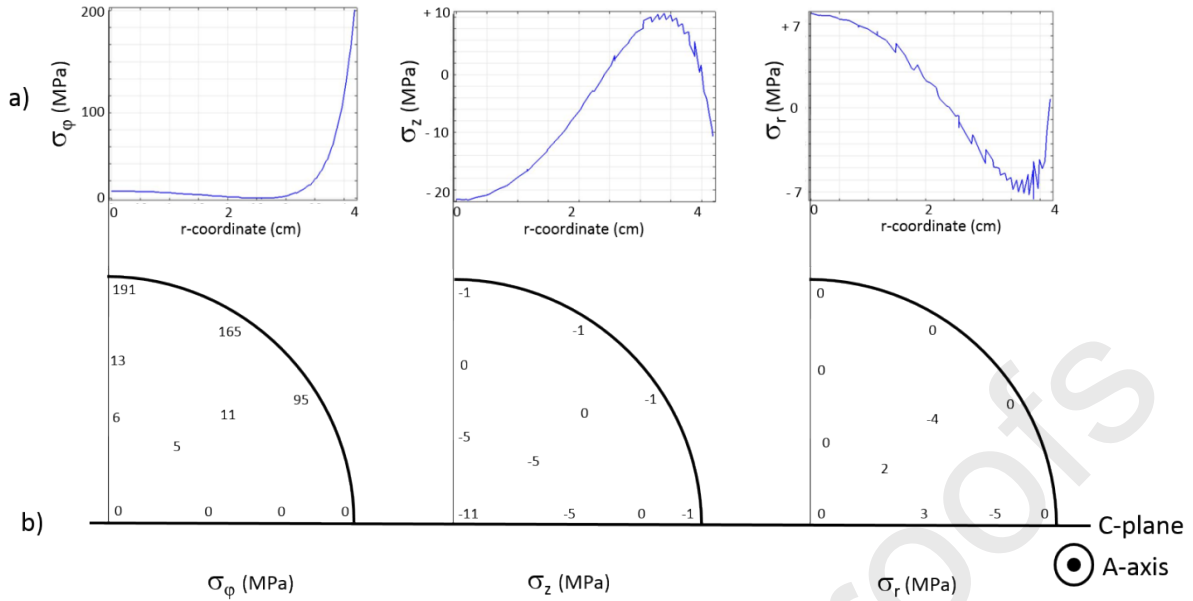 a)
σφ (MPa)
200
100
0
0 2 4
r-coordinate (cm)
σz (MPa)
+ 10
0
- 10
- 20
0 2 4
r-coordinate (cm)
σr (MPa)
+ 7
0
- 7
0 2 4
r-coordinate (cm)
b)
191
165
13
95
6
11
5
0 0 0 0
σφ (MPa)
-1
-1
0
-1
0
-5
-5
-11 -5 0 -1
σz (MPa)
0
0
0
0
-4
0
2
0 3 -5 0
σr (MPa)
C-plane
A-axis